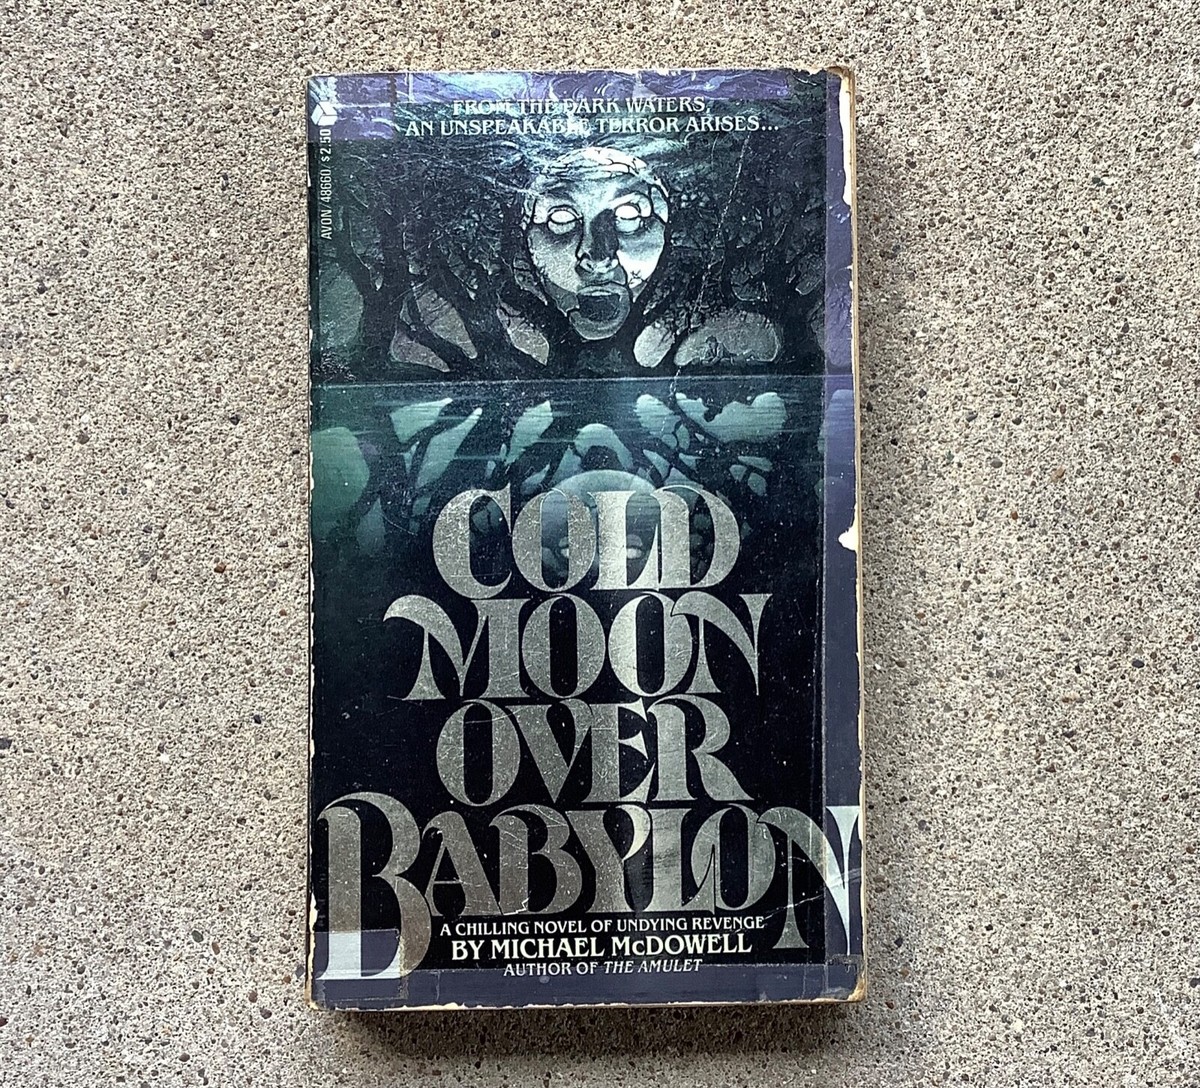 FROM THE DARK WATERS,
AN UNSPEAKABLE TERROR ARISES...
AVON/48660/$2.50
COLD
MOON
OVER
BABYLON
A CHILLING NOVEL OF UNDYING REVENGE
BY MICHAEL McDOWELL
AUTHOR OF THE AMULET